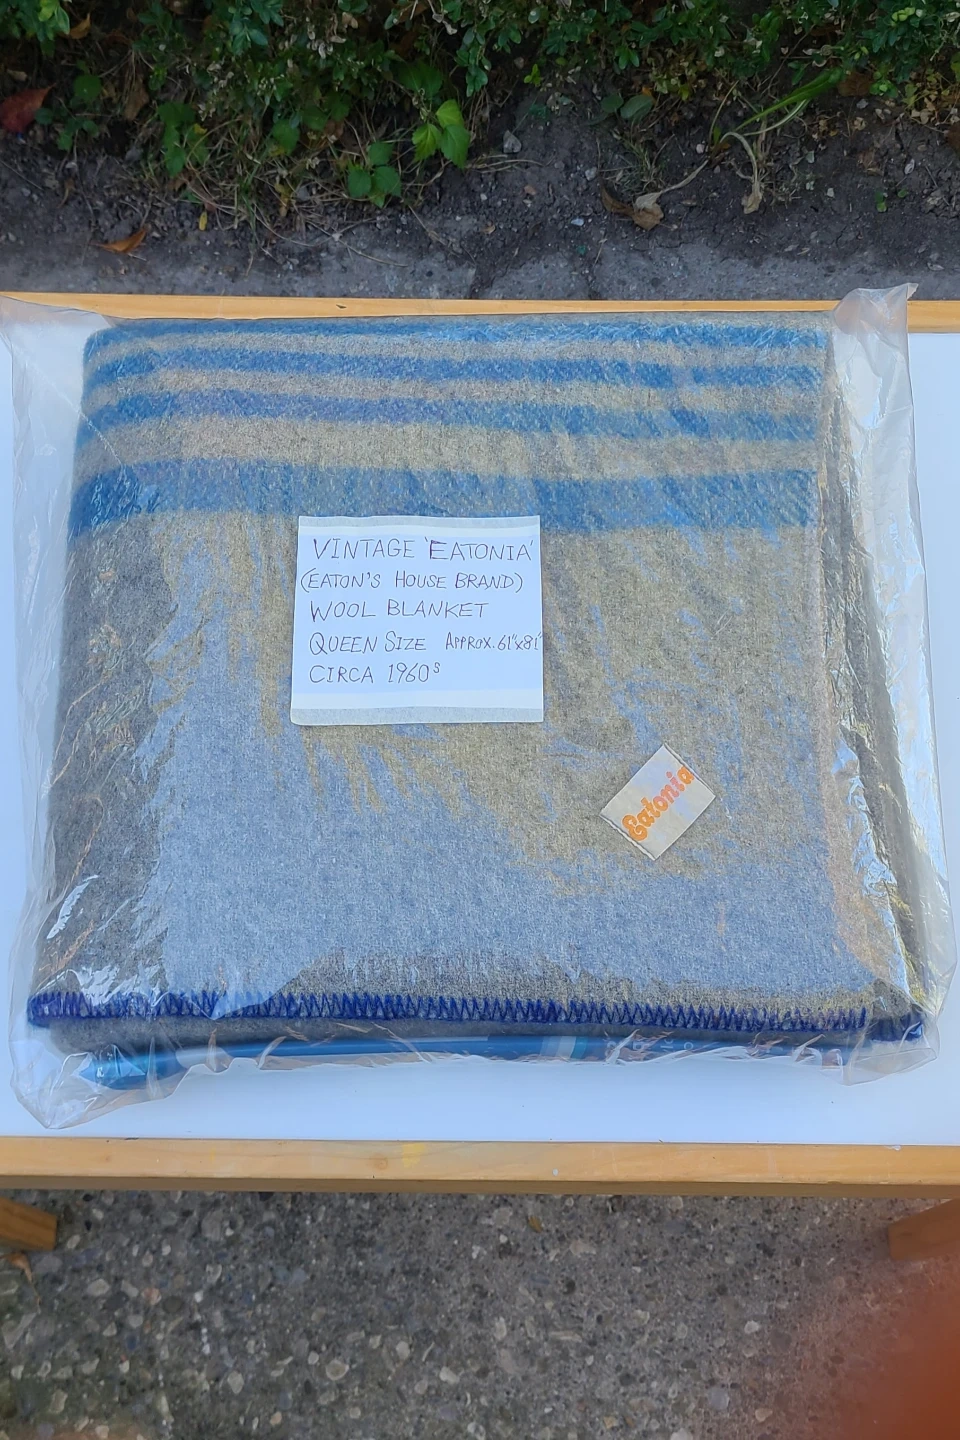 VINTAGE 'EATONIA'
(EATON'S HOUSE BRAND)
WOOL BLANKET
QUEEN SIZE APPROX. 61"x81"
CIRCA 1960s
Eatonia